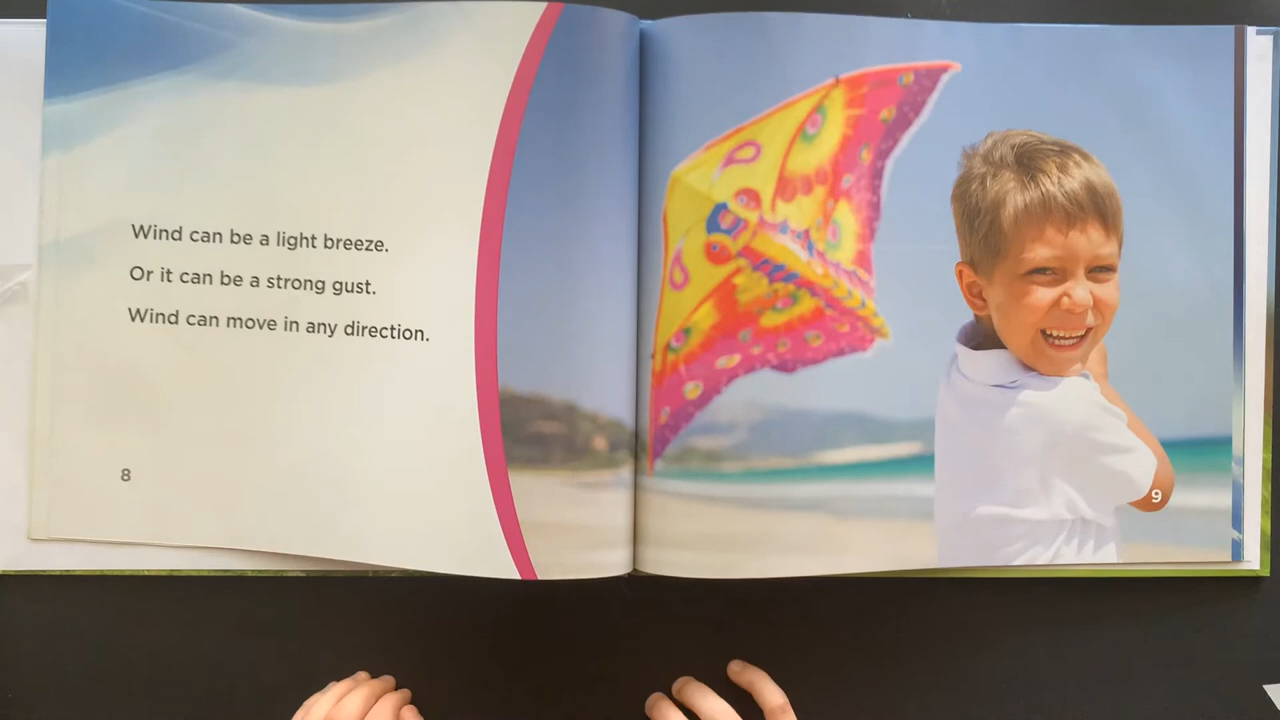 Wind can be a light breeze.
Or it can be a strong gust.
Wind can move in any direction.
8
9